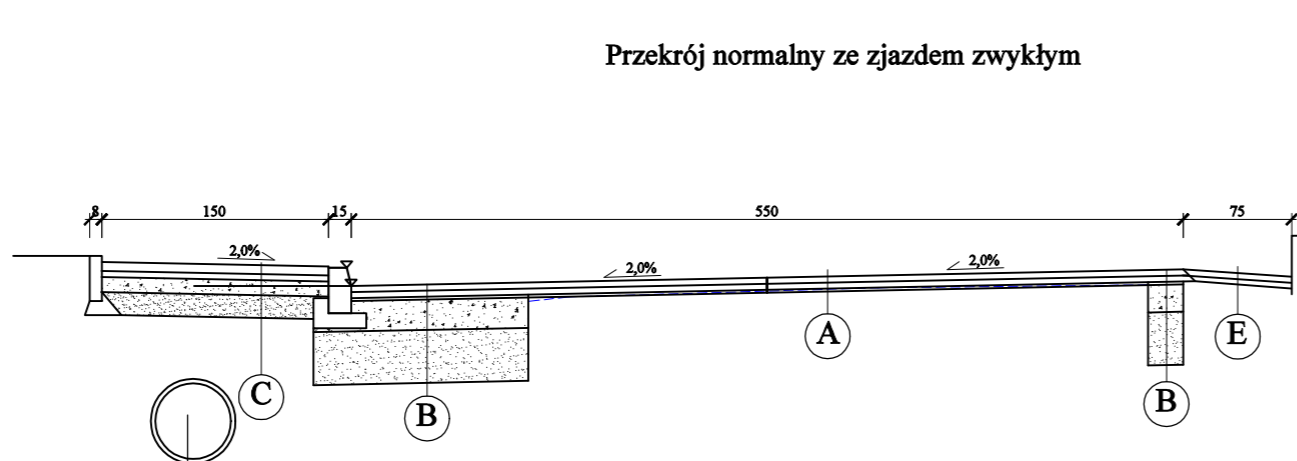 Przekrój normalny ze zjazdem zwykłym
8 150 15 550 75
2,0% 2,0% 2,0%
A E
C B B